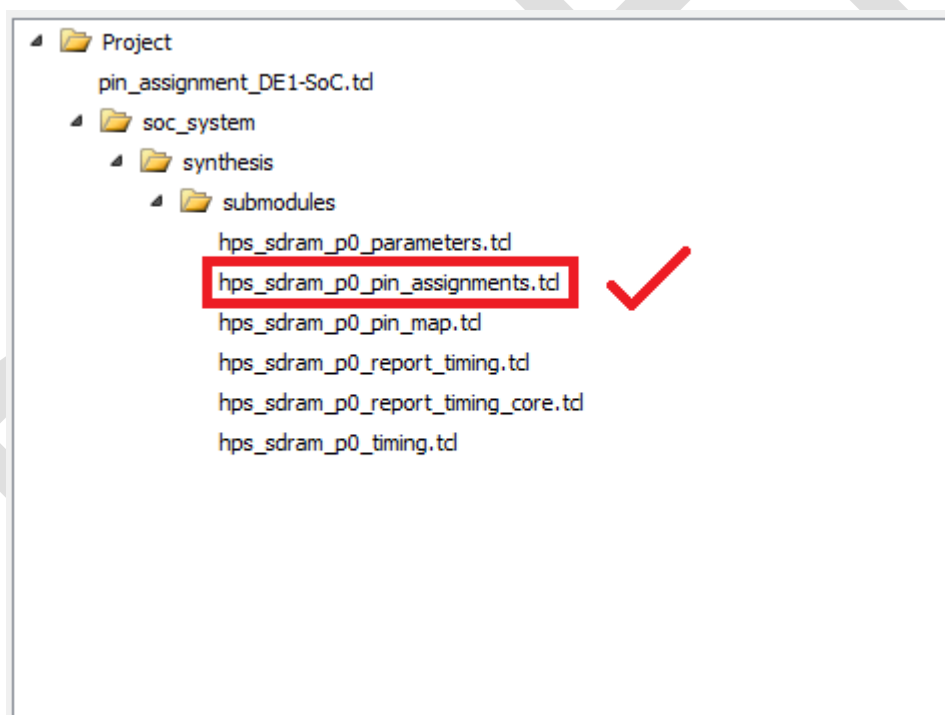 Project
pin_assignment_DE1-SoC.tcl
soc_system
synthesis
submodules
hps_sdram_p0_parameters.tcl
hps_sdram_p0_pin_assignments.tcl
hps_sdram_p0_pin_map.tcl
hps_sdram_p0_report_timing.tcl
hps_sdram_p0_report_timing_core.tcl
hps_sdram_p0_timing.tcl